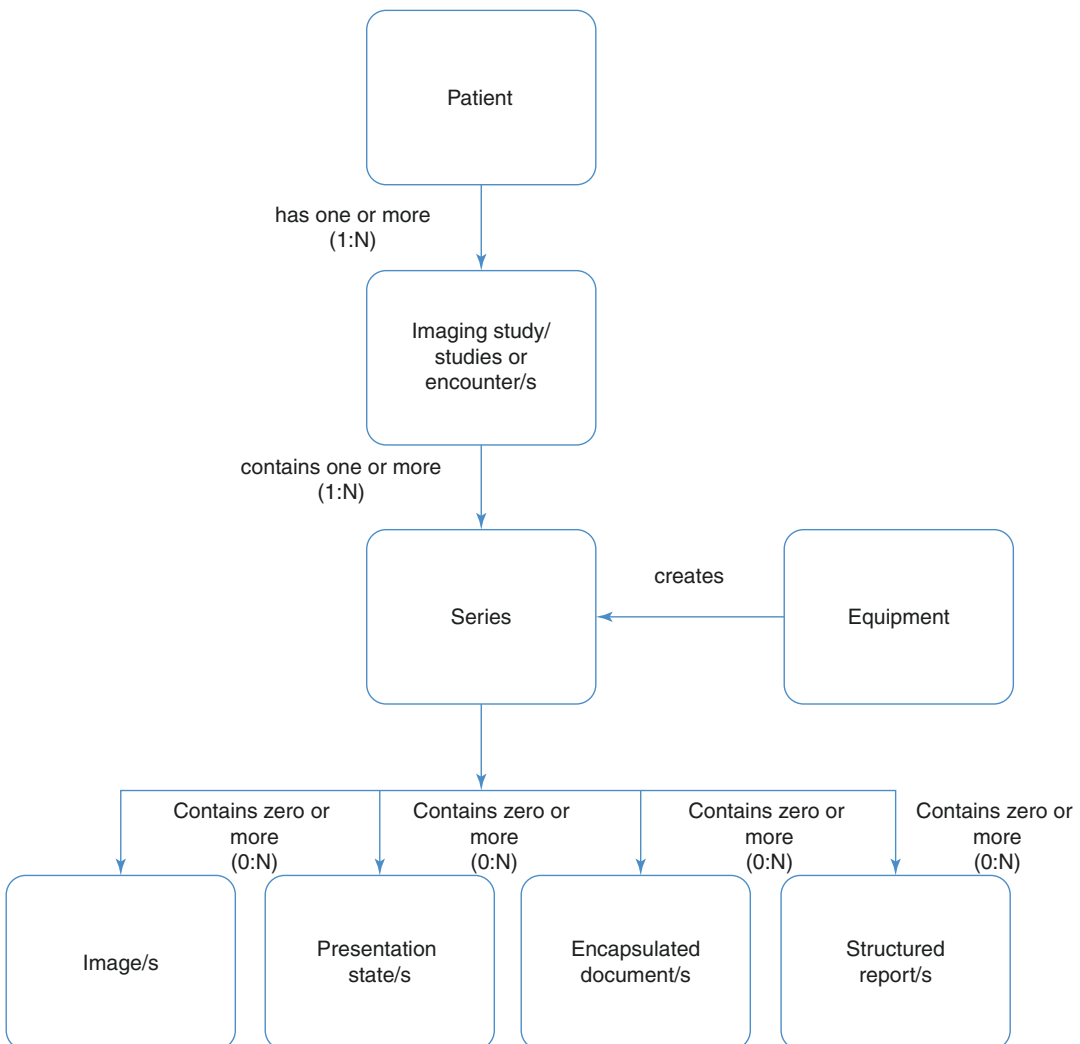 Patient
has one or more
(1:N)
Imaging study/
studies or
encounter/s
contains one or more
(1:N)
Series
creates
Equipment
Contains zero or
more
(0:N)
Contains zero or
more
(0:N)
Contains zero or
more
(0:N)
Contains zero or
more
(0:N)
Image/s
Presentation
state/s
Encapsulated
document/s
Structured
report/s